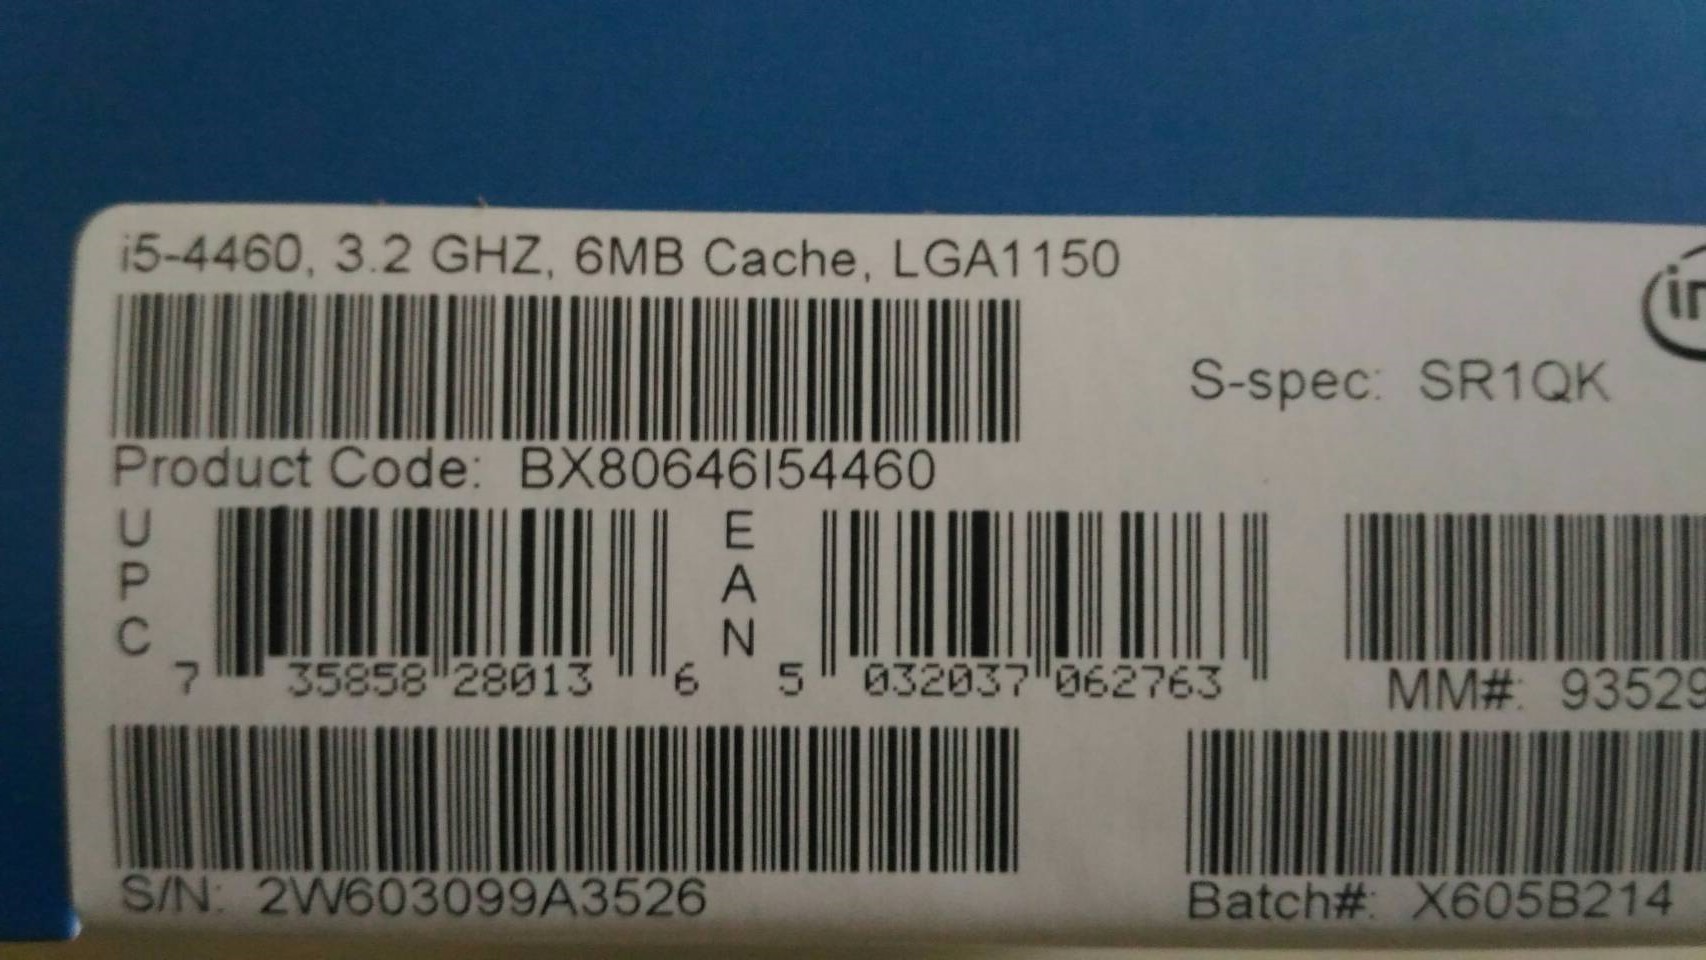 i5-4460, 3.2 GHZ, 6MB Cache, LGA1150
in
S-spec: SR1QK
Product Code: BX80646I54460
UPC
7 35858 28013 6
EAN
5 032037 062763
MM#: 93529
S/N: 2W603099A3526
Batch#: X605B214